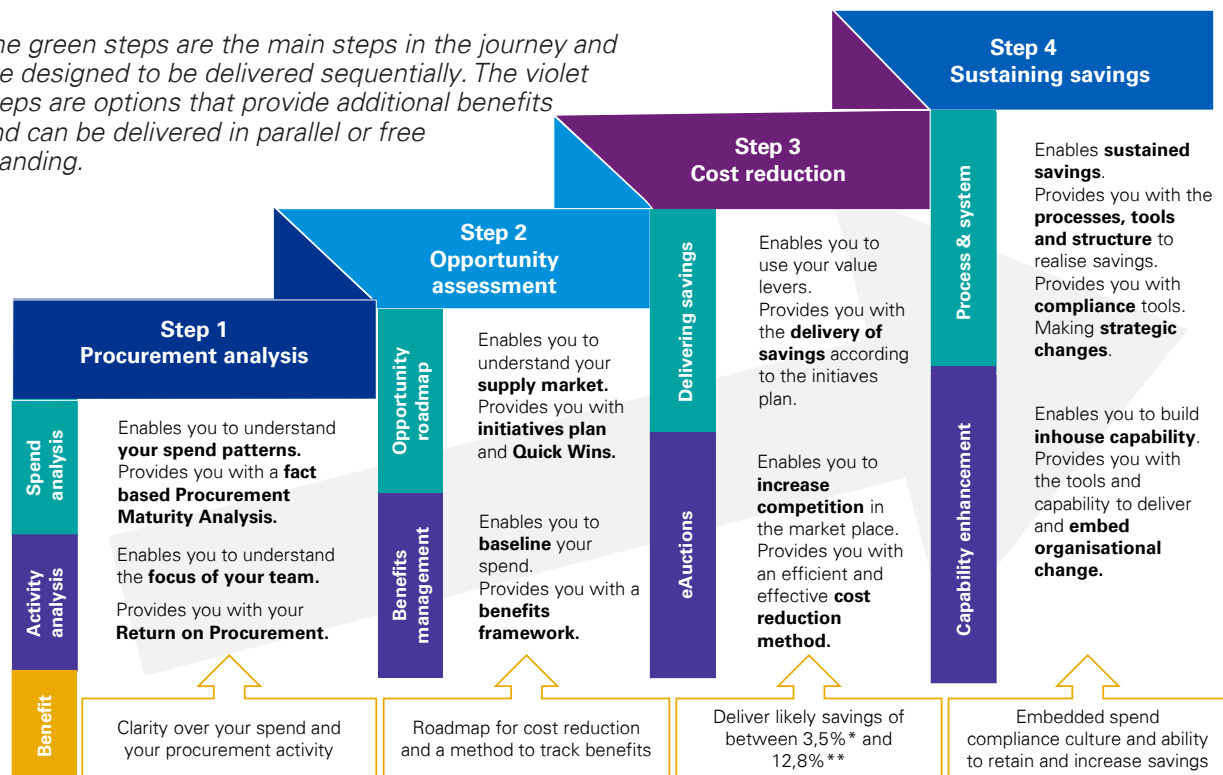 he green steps are the main steps in the journey and
e designed to be delivered sequentially. The violet
eps are options that provide additional benefits
nd can be delivered in parallel or free
anding.
Step 1
Procurement analysis
Spend
analysis
Enables you to understand
your spend patterns.
Provides you with a fact
based Procurement
Maturity Analysis.
Activity
analysis
Enables you to understand
the focus of your team.
Provides you with your
Return on Procurement.
Step 2
Opportunity
assessment
Opportunity
roadmap
Enables you to
understand your
supply market.
Provides you with
initiatives plan
and Quick Wins.
Benefits
management
Enables you to
baseline your
spend.
Provides you with a
benefits
framework.
Step 3
Cost reduction
Delivering savings
Enables you to
use your value
levers.
Provides you with
the delivery of
savings according
to the initiaves
plan.
eAuctions
Enables you to
increase
competition in
the market place.
Provides you with
an efficient and
effective cost
reduction
method.
Step 4
Sustaining savings
Process & system
Enables sustained
savings.
Provides you with the
processes, tools
and structure to
realise savings.
Provides you with
compliance tools.
Making strategic
changes.
Capability enhancement
Enables you to build
inhouse capability.
Provides you with
the tools and
capability to deliver
and embed
organisational
change.
Benefit
Clarity over your spend and
your procurement activity
Roadmap for cost reduction
and a method to track benefits
Deliver likely savings of
between 3,5%* and
12,8%**
Embedded spend
compliance culture and ability
to retain and increase savings